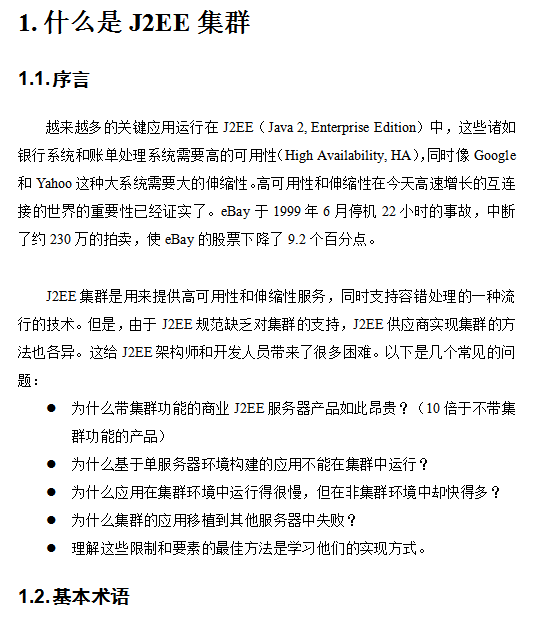 1. 什么是 J2EE 集群
1.1. 序言
越来越多的关键应用运行在 J2EE（Java 2, Enterprise Edition）中，这些诸如
银行系统和账单处理系统需要高的可用性（High Availability, HA），同时像 Google
和 Yahoo 这种大系统需要大的伸缩性。高可用性和伸缩性在今天高速增长的互连
接的世界的重要性已经证实了。eBay 于 1999 年 6 月停机 22 小时的事故，中断
了约 230 万的拍卖，使 eBay 的股票下降了 9.2 个百分点。
J2EE 集群是用来提供高可用性和伸缩性服务，同时支持容错处理的一种流
行的技术。但是，由于 J2EE 规范缺乏对集群的支持，J2EE 供应商实现集群的方
法也各异。这给 J2EE 架构师和开发人员带来了很多困难。以下是几个常见的问
题：
● 为什么带集群功能的商业 J2EE 服务器产品如此昂贵？（10 倍于不带集
群功能的产品）
● 为什么基于单服务器环境构建的应用不能在集群中运行？
● 为什么应用在集群环境中运行得很慢，但在非集群环境中却快得多？
● 为什么集群的应用移植到其他服务器中失败？
● 理解这些限制和要素的最佳方法是学习他们的实现方式。
1.2. 基本术语